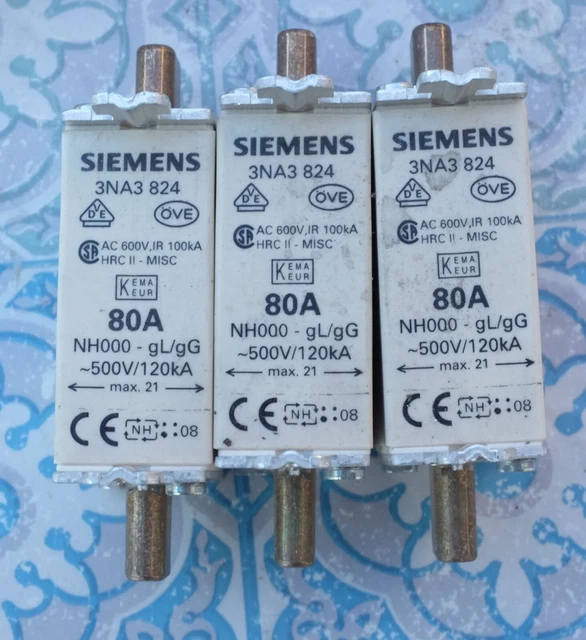 SIEMENS
3NA3 824
VDE ÖVE
SA AC 600V,IR 100kA
HRC II - MISC
KEMA
KEUR
80A
NH000 - gL/gG
~500V/120kA
max. 21
CE NH 08
SIEMENS
3NA3 824
VDE ÖVE
SA AC 600V,IR 100kA
HRC II - MISC
KEMA
KEUR
80A
NH000 - gL/gG
~500V/120kA
max. 21
CE NH 08
SIEMENS
3NA3 824
VDE ÖVE
SA AC 600V,IR 100kA
HRC II - MISC
KEMA
KEUR
80A
NH000 - gL/gG
~500V/120kA
max. 21
CE NH 08